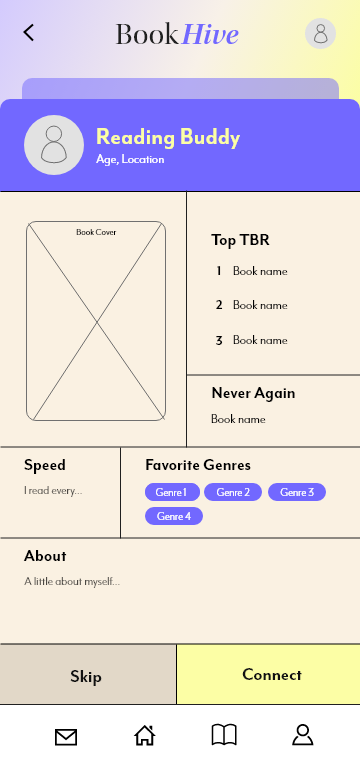 BookHive
Reading Buddy
Age, Location
Book Cover
Top TBR
1 Book name
2 Book name
3 Book name
Never Again
Book name
Speed
I read every...
Favorite Genres
Genre 1 Genre 2 Genre 3
Genre 4
About
A little about myself...
Skip
Connect